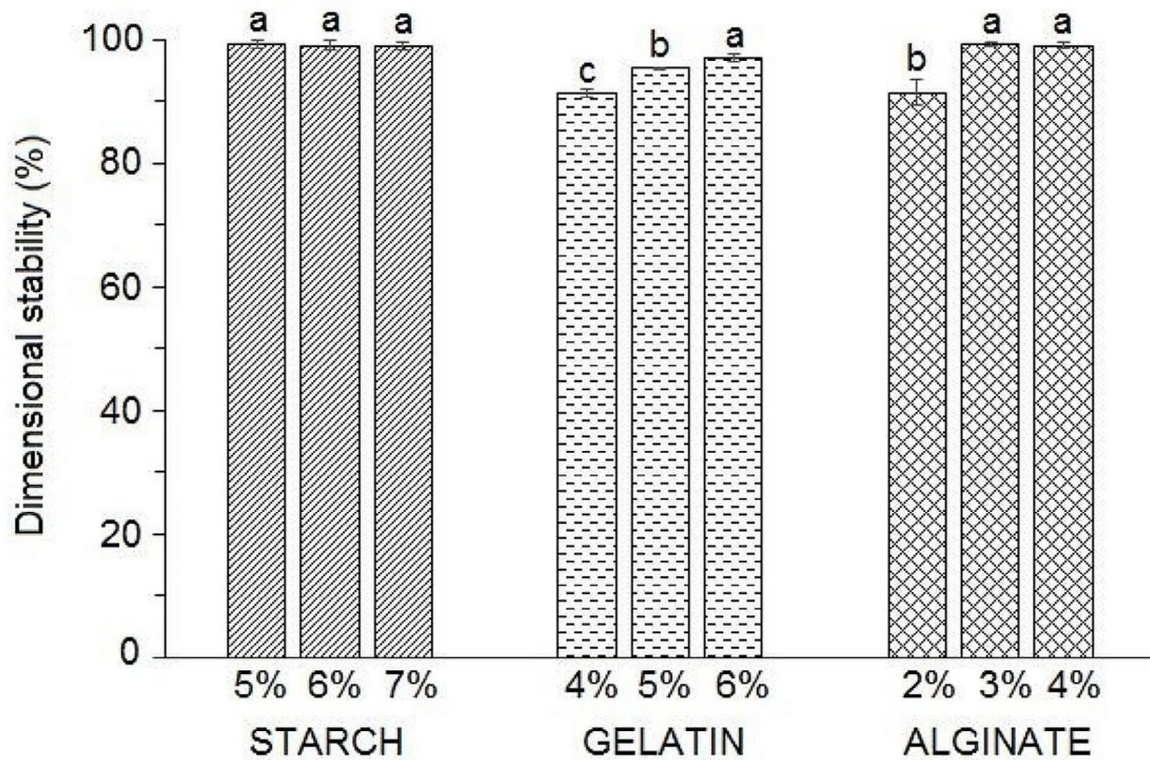 Dimensional stability (%)
100
80
60
40
20
0
a a a
c b a
b a a
5% 6% 7%
4% 5% 6%
2% 3% 4%
STARCH
GELATIN
ALGINATE